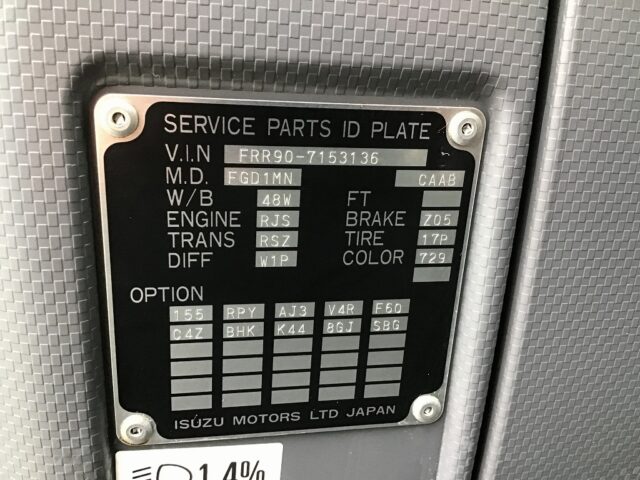 SERVICE PARTS ID PLATE
V.I.N FRR90-7153136
M.D. FGD1MN CAAB
W/B 48W FT
ENGINE RJS BRAKE Z05
TRANS RSZ TIRE 17P
DIFF W1P COLOR 729
OPTION
155 RPY AJ3 V4R F60
C4Z BHK K44 8GJ SBG
ISUZU MOTORS LTD JAPAN
1.4%